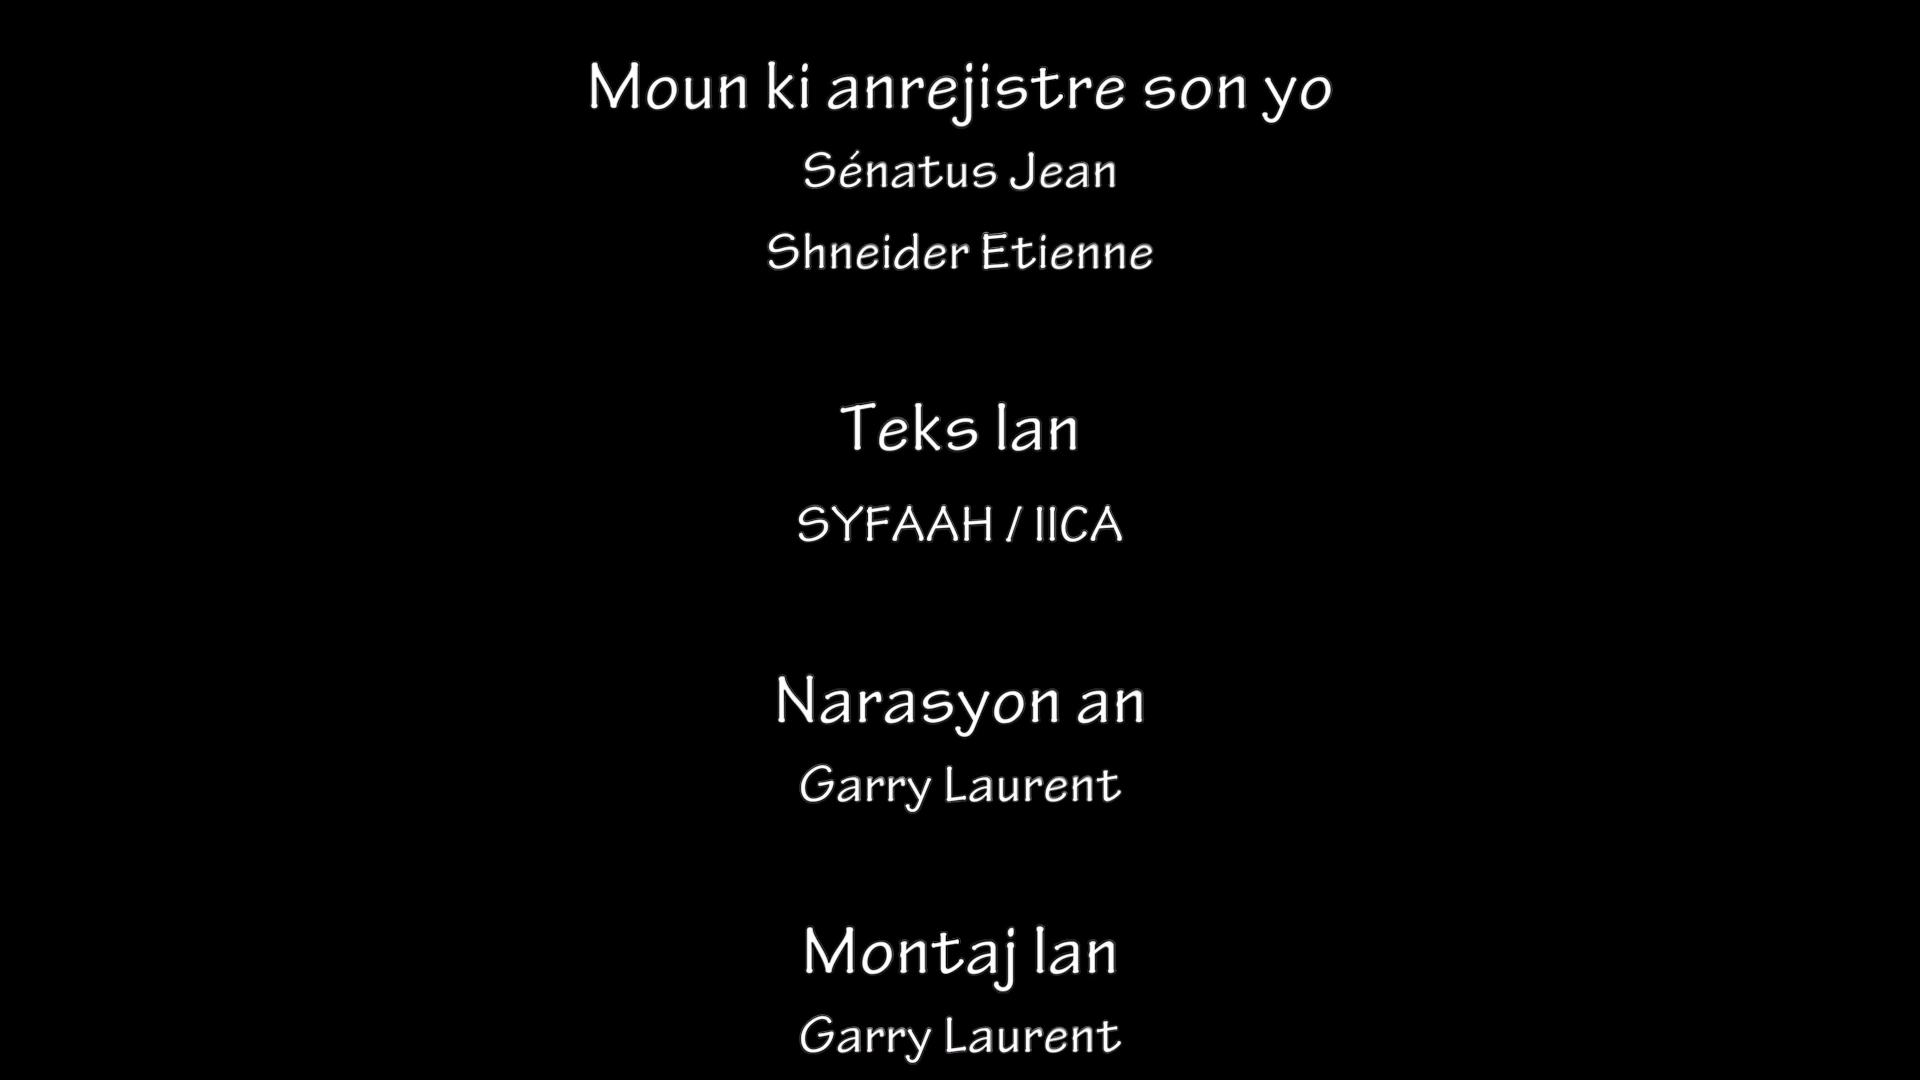 Moun ki anrejistre son yo
Sénatus Jean
Shneider Etienne
Teks lan
SYFAAH / IICA
Narasyon an
Garry Laurent
Montaj lan
Garry Laurent